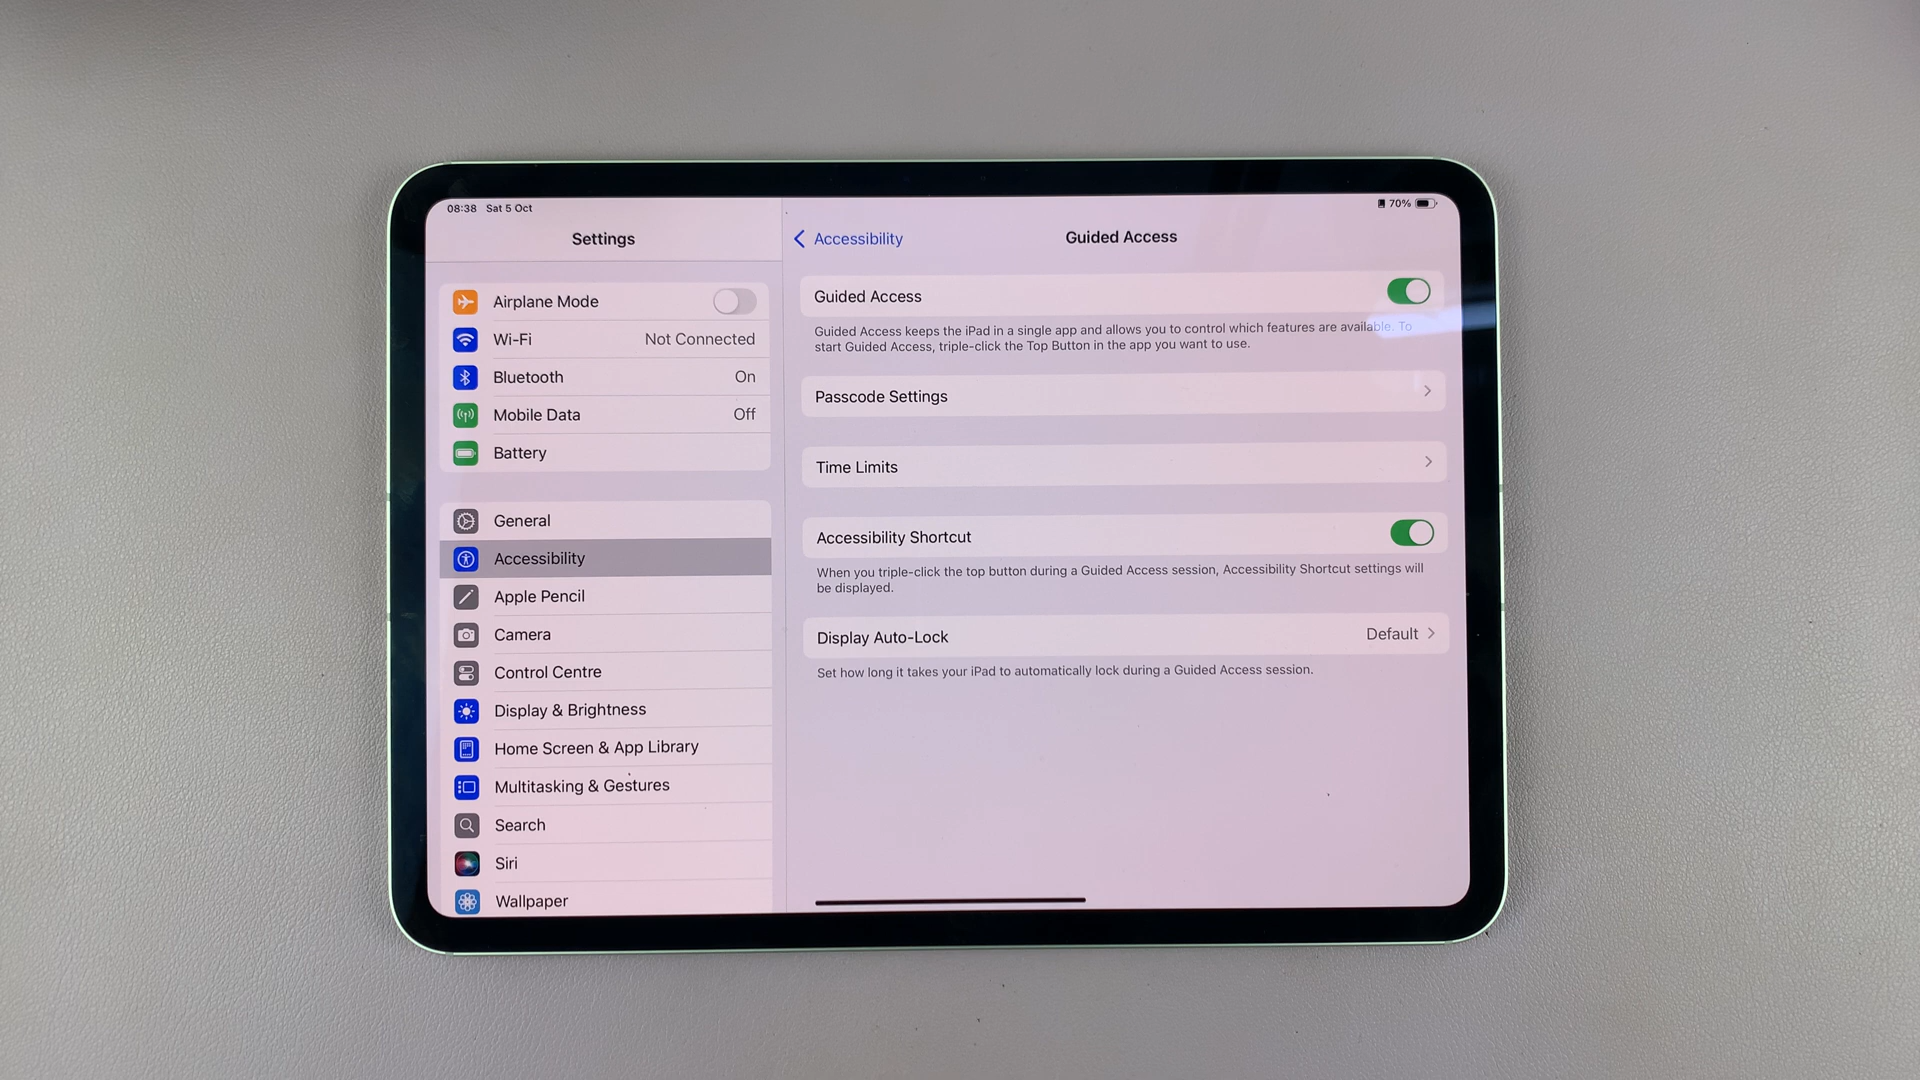 08:38 Sat 5 Oct
70%
Settings
Airplane Mode
Wi-Fi Not Connected
Bluetooth On
Mobile Data Off
Battery
General
Accessibility
Apple Pencil
Camera
Control Centre
Display & Brightness
Home Screen & App Library
Multitasking & Gestures
Search
Siri
Wallpaper
Accessibility
Guided Access
Guided Access
Guided Access keeps the iPad in a single app and allows you to control which features are available. To
start Guided Access, triple-click the Top Button in the app you want to use.
Passcode Settings
Time Limits
Accessibility Shortcut
When you triple-click the top button during a Guided Access session, Accessibility Shortcut settings will
be displayed.
Display Auto-Lock Default
Set how long it takes your iPad to automatically lock during a Guided Access session.